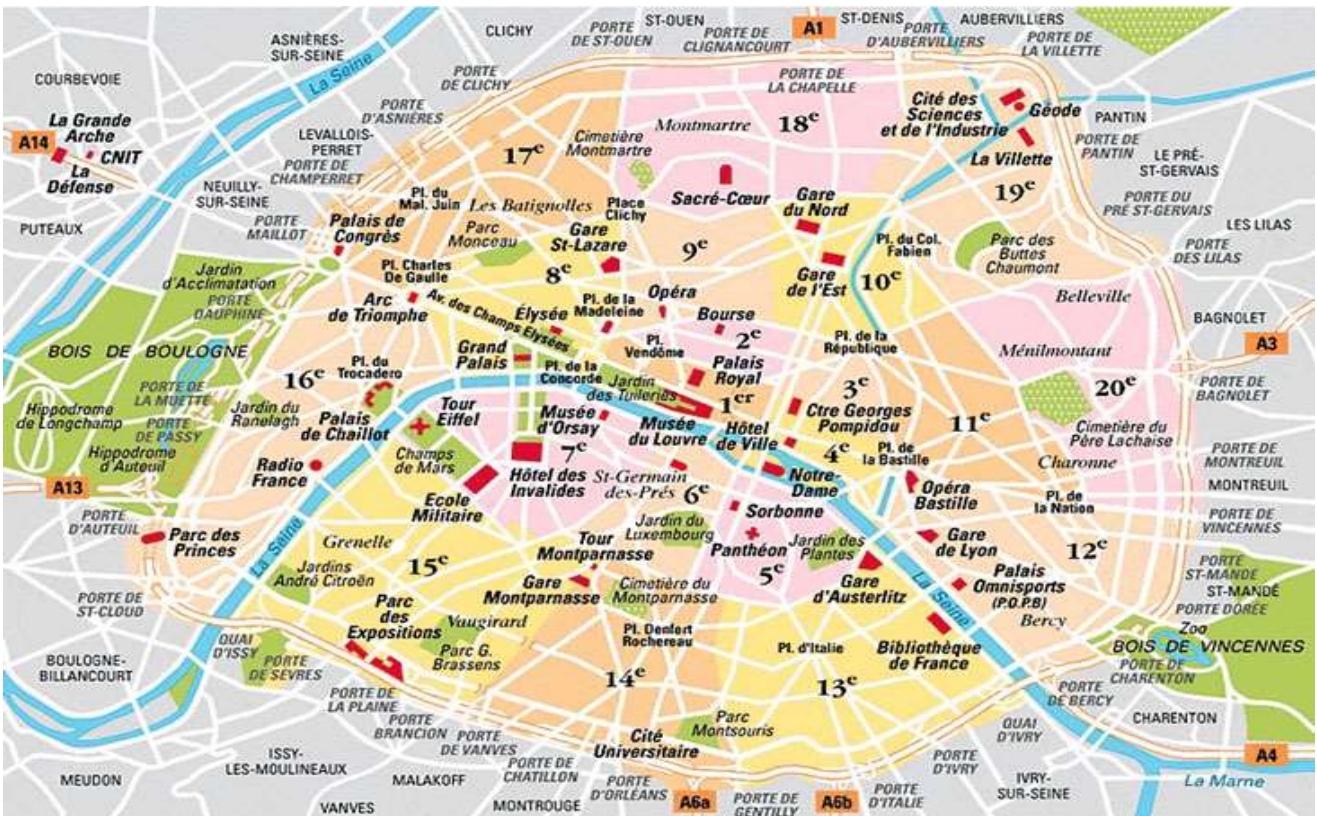 ST-OUEN
ST-DENIS
AUBERVILLIERS
CLICHY
PORTE
DE ST-OUEN
PORTE DE
CLIGNANCOURT
A1
PORTE
D'AUBERVILLIERS
PORTE DE
LA VILLETTE
ASNIÈRES-
SUR-SEINE
La Seine
COURBEVOIE
PORTE
DE CLICHY
PORTE DE
LA CHAPELLE
PORTE
D'ASNIÈRES
Cité des
Sciences
et de l'Industrie
Géode
PANTIN
La Grande
Arche
A14
CNIT
La
Défense
LEVALLOIS-
PERRET
PORTE DE
CHAMPERRET
17e
Cimetière
Montmartre
Montmartre
18e
La Villette
PORTE DE
PANTIN
LE PRÉ-
ST-GERVAIS
19e
NEUILLY-
SUR-SEINE
PUTEAUX
PORTE
MAILLOT
Pl. du
Mal. Juin
Les Batignolles
Place
Clichy
Sacré-Cœur
Gare
du Nord
PORTE DU
PRÉ ST-GERVAIS
LES LILAS
Palais de
Congrès
Parc
Monceau
Gare
St-Lazare
9e
Pl. du Col.
Fabien
Parc des
Buttes
Chaumont
PORTE
DES LILAS
Jardin
d'Acclimatation
Pl. Charles
De Gaulle
8e
Gare
de l'Est
10e
PORTE
DAUPHINE
Arc
de Triomphe
Av. des Champs Elysées
Élysée
Pl. de la
Madeleine
Opéra
Bourse
Belleville
BAGNOLET
BOIS DE BOULOGNE
Grand
Palais
Pl.
Vendôme
2e
Pl. de la
République
Ménilmontant
A3
16e
Pl. du
Trocadero
Pl. de la
Concorde
Palais
Royal
PORTE DE
LA MUETTE
Jardin
des Tuileries
1er
3e
20e
PORTE DE
BAGNOLET
Hippodrome
de Longchamp
Jardin du
Ranelagh
Palais
de Chaillot
Tour
Eiffel
Musée
d'Orsay
Musée
du Louvre
Hôtel
de Ville
Ctre Georges
Pompidou
11e
Cimetière du
Père Lachaise
PORTE
DE PASSY
Hippodrome
d'Auteuil
Radio
France
Champs
de Mars
7e
Hôtel des
Invalides
St-Germain
des-Prés
4e
Pl. de
la Bastille
Charonne
PORTE DE
MONTREUIL
MONTREUIL
A13
Ecole
Militaire
6e
Notre-
Dame
Opéra
Bastille
Pl. de
la Nation
PORTE
D'AUTEUIL
Parc des
Princes
La Seine
Grenelle
Tour
Montparnasse
Jardin du
Luxembourg
Sorbonne
Panthéon
Jardin des
Plantes
Gare
de Lyon
12e
PORTE DE
VINCENNES
15e
Jardins
André Citroën
Gare
Montparnasse
Cimetière du
Montparnasse
5e
Gare
d'Austerlitz
La Seine
Palais
Omnisports
(P.O.P.B)
PORTE
ST-MANDE
ST-MANDÉ
PORTE DE
ST-CLOUD
Parc
des
Expositions
Vaugirard
Bercy
PORTE DORÉE
Zoo
BOIS DE VINCENNES
QUAI
D'ISSY
Parc G.
Brassens
Pl. Denfert
Rochereau
Pl. d'Italie
Bibliothèque
de France
BOULOGNE-
BILLANCOURT
PORTE
DE SEVRES
14e
13e
PORTE DE
CHARENTON
PORTE DE
LA PLAINE
PORTE
DE BERCY
CHARENTON
PORTE
BRANCION
Parc
Montsouris
QUAI
D'IVRY
PORTE
DE VANVES
Cité
Universitaire
A4
ISSY-
LES-MOULINEAUX
PORTE DE
CHATILLON
PORTE
D'IVRY
MEUDON
MALAKOFF
PORTE
D'ORLÉANS
IVRY-
SUR-SEINE
La Marne
VANVES
MONTROUGE
A6a
PORTE DE
GENTILLY
A6b
PORTE
D'ITALIE